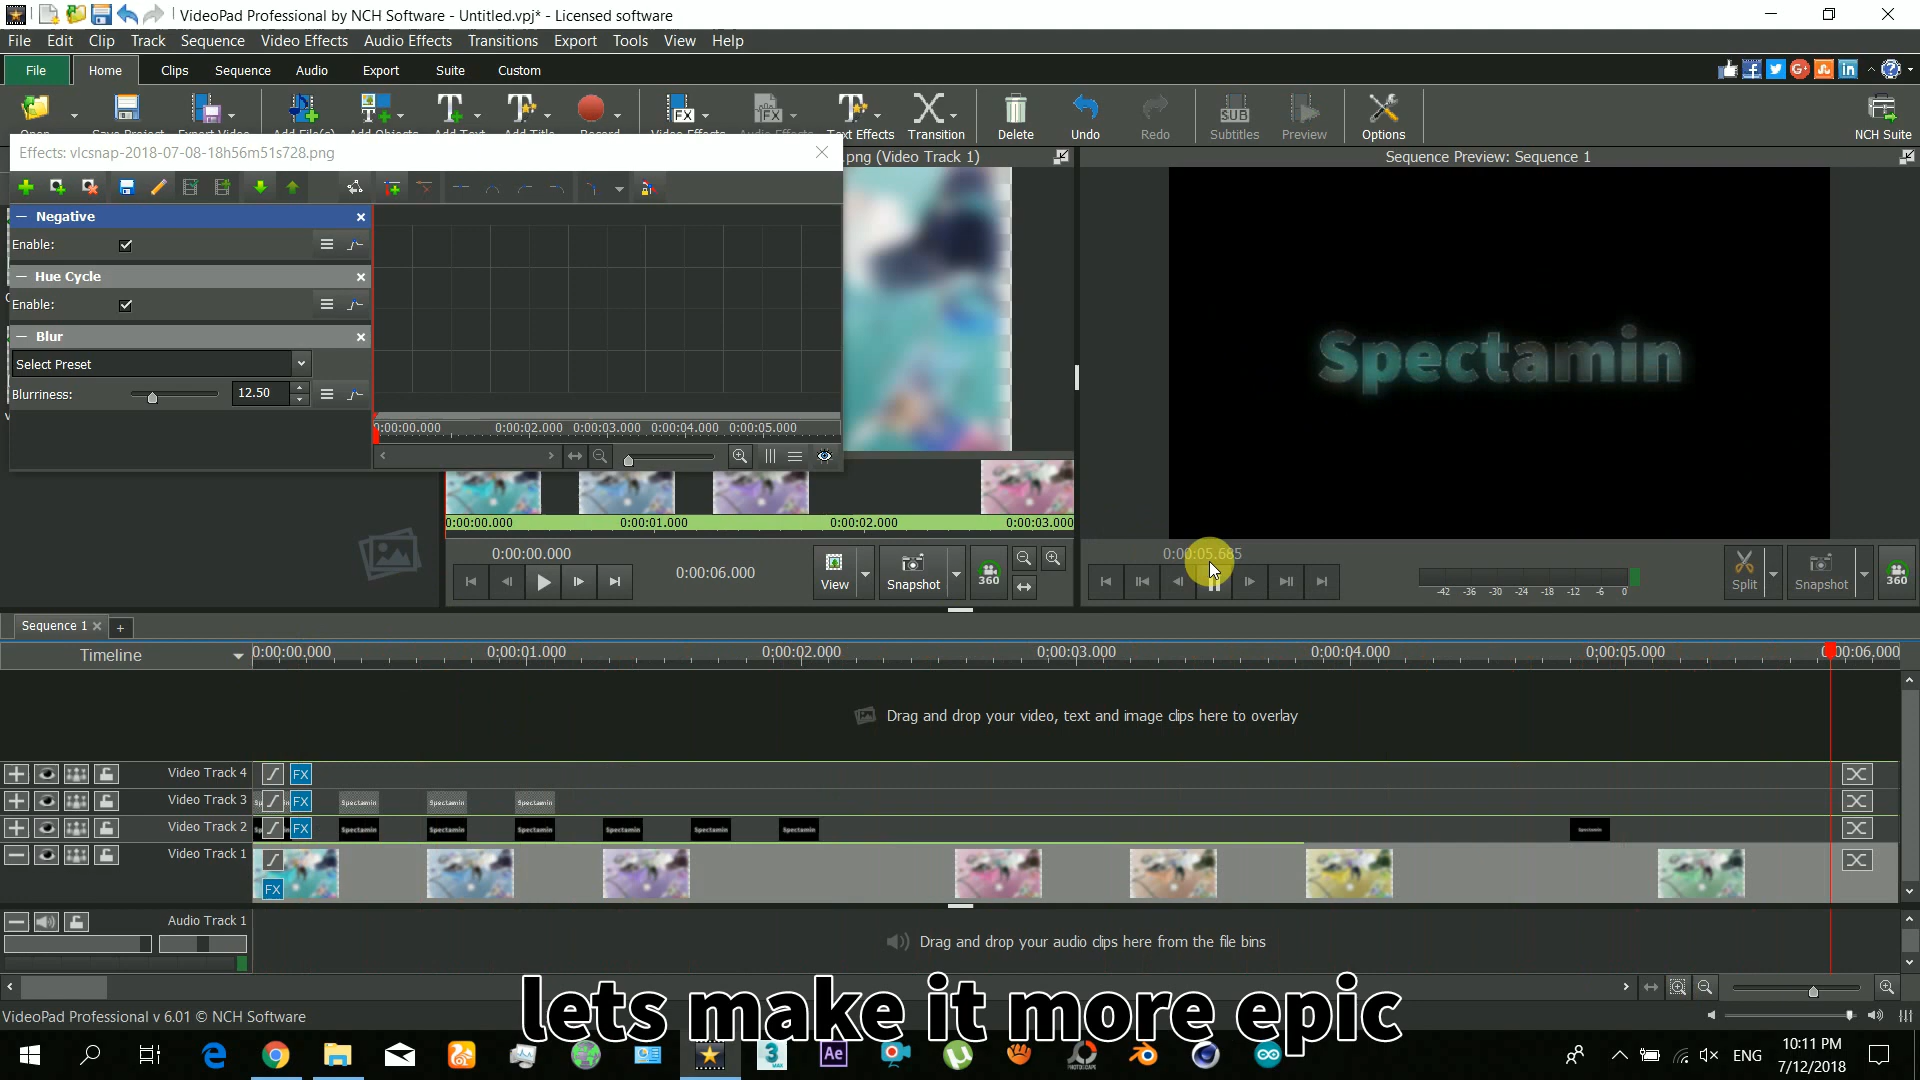 VideoPad Professional by NCH Software - Untitled.vpj* - Licensed software
File Edit Clip Track Sequence Video Effects Audio Effects Transitions Export Tools View Help
File Home Clips Sequence Audio Export Suite Custom
Open Save Project Export Video Add File(s) Add Objects Add Text Add Title Record Video Effects Audio Effects Text Effects Transition Delete Undo Redo Subtitles Preview Options NCH Suite
Effects: vlcsnap-2018-07-08-18h56m51s728.png
.png (Video Track 1)
Sequence Preview: Sequence 1
Negative
Enable:
Hue Cycle
Enable:
Blur
Select Preset
Blurriness: 12.50
0:00:00.000 0:00:02.000 0:00:03.000 0:00:04.000 0:00:05.000
Spectamin
0:00:00.000 0:00:01.000 0:00:02.000 0:00:03.000
0:00:00.000
0:00:06.000
View Snapshot 360
0:00:05.685
-42 -36 -30 -24 -18 -12 -6 0
Split Snapshot 360
Sequence 1
Timeline
0:00:00.000 0:00:01.000 0:00:02.000 0:00:03.000 0:00:04.000 0:00:05.000 0:00:06.000
Drag and drop your video, text and image clips here to overlay
Video Track 4 FX
Video Track 3 FX Spectamin Spectamin Spectamin
Video Track 2 FX Spectamin Spectamin Spectamin Spectamin Spectamin Spectamin Spectamin
Video Track 1
FX
Audio Track 1
Drag and drop your audio clips here from the file bins
lets make it more epic
VideoPad Professional v 6.01 © NCH Software
ENG
10:11 PM
7/12/2018